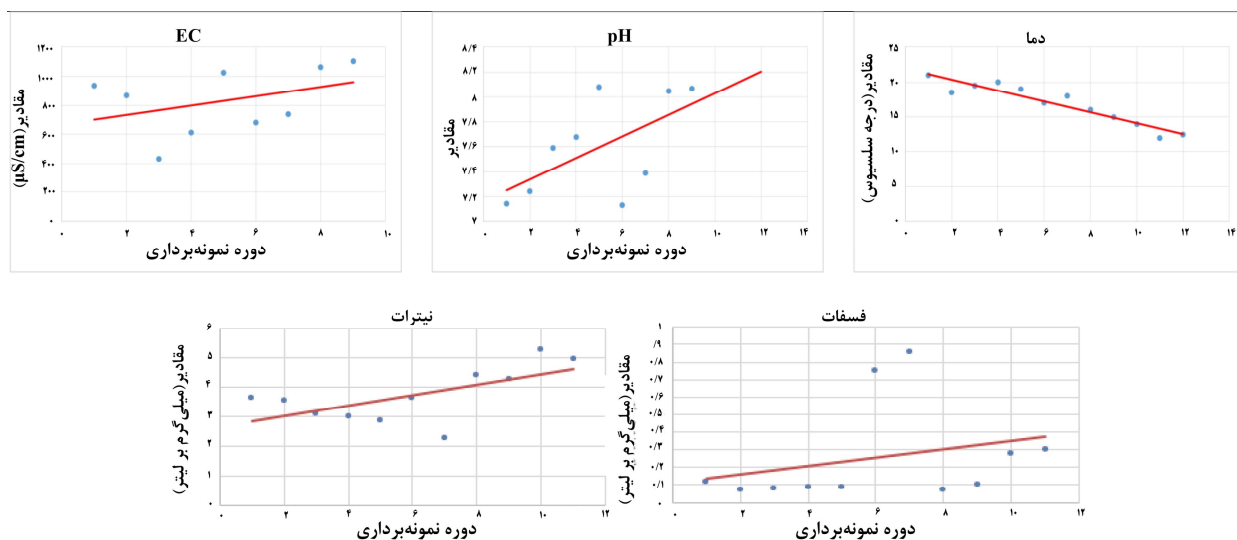 EC
مقادیر(µS/cm)
۱۲۰۰
۱۰۰۰
۸۰۰
۶۰۰
۴۰۰
۲۰۰
۰
۰ ۲ ۴ ۶ ۸ ۱۰
دوره نمونه‌برداری
pH
مقادیر
۸/۴
۸/۲
۸
۷/۸
۷/۶
۷/۴
۷/۲
۷
۰ ۲ ۴ ۶ ۸ ۱۰ ۱۲ ۱۴
دوره نمونه‌برداری
دما
مقادیر(درجه سلسیوس)
۲۵
۲۰
۱۵
۱۰
۵
۰
۰ ۲ ۴ ۶ ۸ ۱۰ ۱۲ ۱۴
دوره نمونه‌برداری
نیترات
مقادیر(میلی گرم بر لیتر)
۶
۵
۴
۳
۲
۱
۰
۰ ۲ ۴ ۶ ۸ ۱۰ ۱۲
دوره نمونه‌برداری
فسفات
مقادیر(میلی گرم بر لیتر)
۱
۰/۹
۰/۸
۰/۷
۰/۶
۰/۵
۰/۴
۰/۳
۰/۲
۰/۱
۰
۰ ۲ ۴ ۶ ۸ ۱۰ ۱۲
دوره نمونه‌برداری